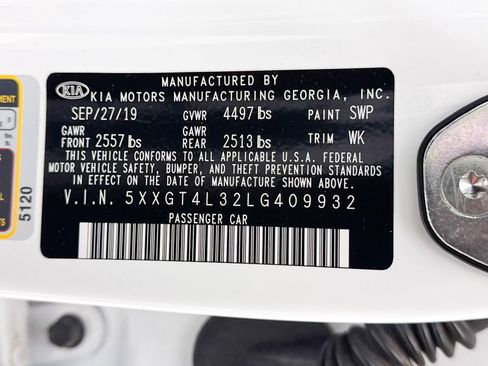 MANUFACTURED BY
KIA KIA MOTORS MANUFACTURING GEORGIA, INC.
SEP/27/19 GVWR 4497 lbs PAINT SWP
GAWR GAWR
FRONT 2557 lbs REAR 2513 lbs TRIM WK
THIS VEHICLE CONFORMS TO ALL APPLICABLE U.S.A. FEDERAL
MOTOR VEHICLE SAFETY, BUMPER, AND THEFT PREVENTION STANDARDS
IN EFFECT ON THE DATE OF MANUFACTURE SHOWN ABOVE.
V.I.N. 5XXGT4L32LG409932
PASSENGER CAR
5120